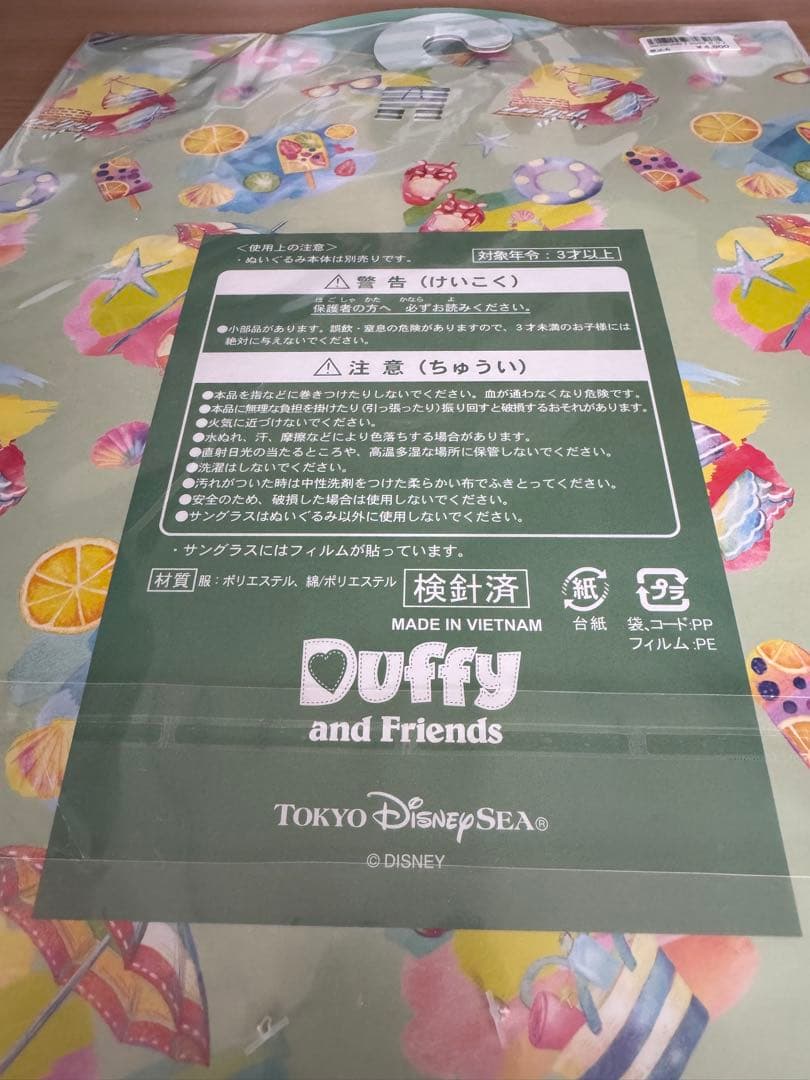 ¥4,900
<使用上の注意>
・ぬいぐるみ本体は別売りです。
対象年令：3才以上
⚠警告(けいこく)
ほごしゃ かた かなら よ
保護者の方へ 必ずお読みください。
●小部品があります。誤飲・窒息の危険がありますので、3才未満のお子様には
絶対に与えないでください。
⚠注意(ちゅうい)
●本品を指などに巻きつけたりしないでください。血が通わなくなり危険です。
●本品に無理な負担を掛けたり(引っ張ったり)振り回すと破損するおそれがあります。
●火気に近づけないでください。
●水ぬれ、汗、摩擦などにより色落ちする場合があります。
●直射日光の当たるところや、高温多湿な場所に保管しないでください。
●洗濯はしないでください。
●汚れがついた時は中性洗剤をつけた柔らかい布でふきとってください。
●安全のため、破損した場合は使用しないでください。
●サングラスはぬいぐるみ以外に使用しないでください。
・サングラスにはフィルムが貼っています。
材質 服：ポリエステル、綿/ポリエステル
検針済
MADE IN VIETNAM
紙
台紙
プラ
袋、コード:PP
フィルム:PE
Duffy
and Friends
TOKYO DISNEYSEA®
© DISNEY